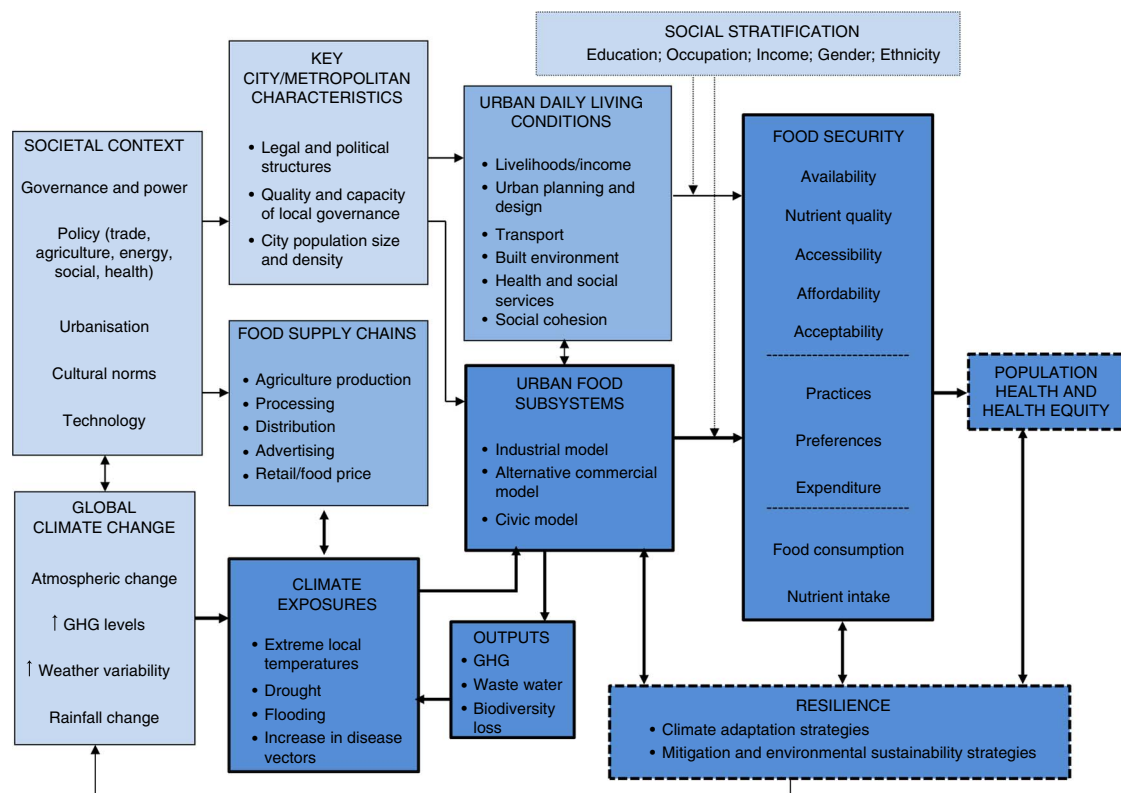 SOCIAL STRATIFICATION
Education; Occupation; Income; Gender; Ethnicity
KEY
CITY/METROPOLITAN
CHARACTERISTICS
• Legal and political
structures
• Quality and capacity
of local governance
• City population size
and density
URBAN DAILY LIVING
CONDITIONS
• Livelihoods/income
• Urban planning and
design
• Transport
• Built environment
• Health and social
services
• Social cohesion
FOOD SECURITY
Availability
Nutrient quality
Accessibility
Affordability
Acceptability
Practices
Preferences
Expenditure
Food consumption
Nutrient intake
SOCIETAL CONTEXT
Governance and power
Policy (trade,
agriculture, energy,
social, health)
Urbanisation
Cultural norms
Technology
FOOD SUPPLY CHAINS
• Agriculture production
• Processing
• Distribution
• Advertising
• Retail/food price
URBAN FOOD
SUBSYSTEMS
• Industrial model
• Alternative commercial
model
• Civic model
POPULATION
HEALTH AND
HEALTH EQUITY
GLOBAL
CLIMATE CHANGE
Atmospheric change
↑ GHG levels
↑ Weather variability
Rainfall change
CLIMATE
EXPOSURES
• Extreme local
temperatures
• Drought
• Flooding
• Increase in disease
vectors
OUTPUTS
• GHG
• Waste water
• Biodiversity
loss
RESILIENCE
• Climate adaptation strategies
• Mitigation and environmental sustainability strategies